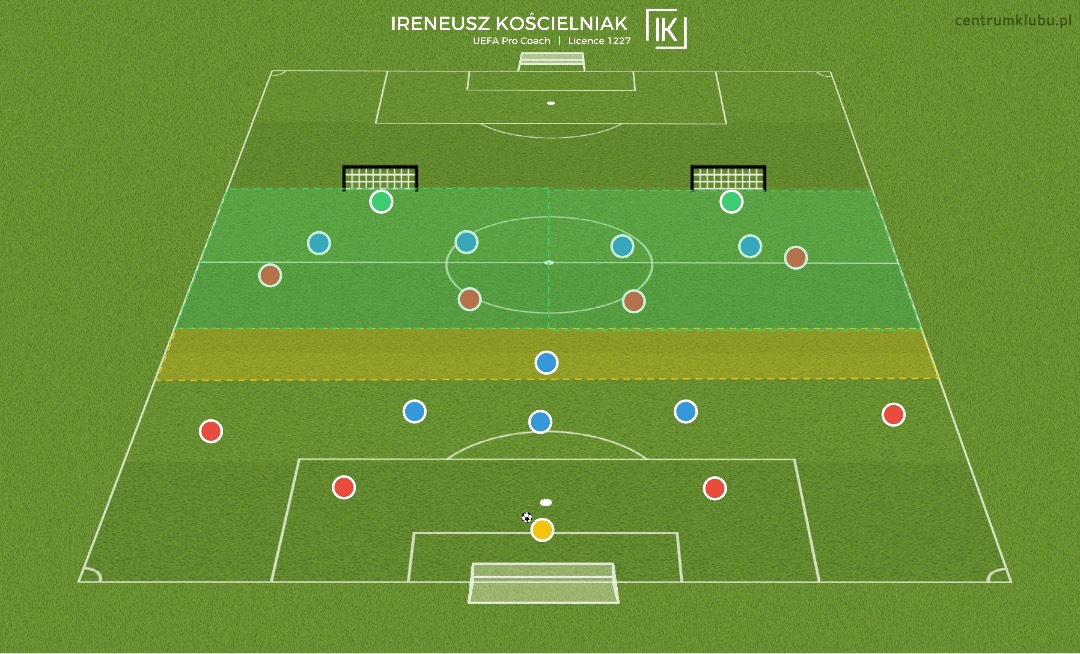 IRENEUSZ KOŚCIELNIAK
UEFA Pro Coach | Licence 1227
IK
centrumklubu.pl